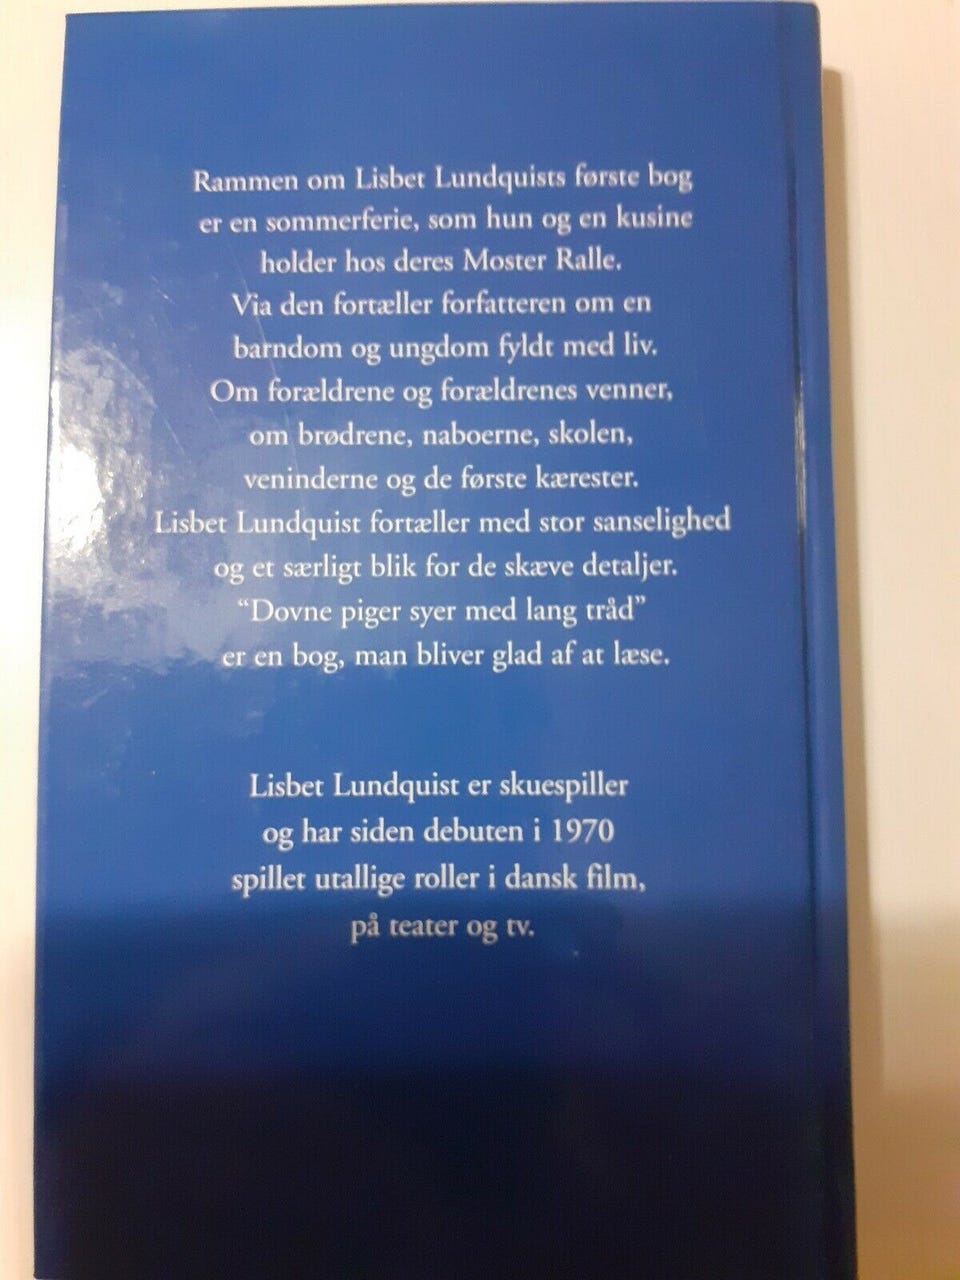 Rammen om Lisbet Lundquists første bog
er en sommerferie, som hun og en kusine
holder hos deres Moster Ralle.
Via den fortæller forfatteren om en
barndom og ungdom fyldt med liv.
Om forældrene og forældrenes venner,
om brødrene, naboerne, skolen,
veninderne og de første kærester.
Lisbet Lundquist fortæller med stor sanselighed
og et særligt blik for de skæve detaljer.
“Dovne piger syer med lang tråd”
er en bog, man bliver glad af at læse.
Lisbet Lundquist er skuespiller
og har siden debuten i 1970
spillet utallige roller i dansk film,
på teater og tv.